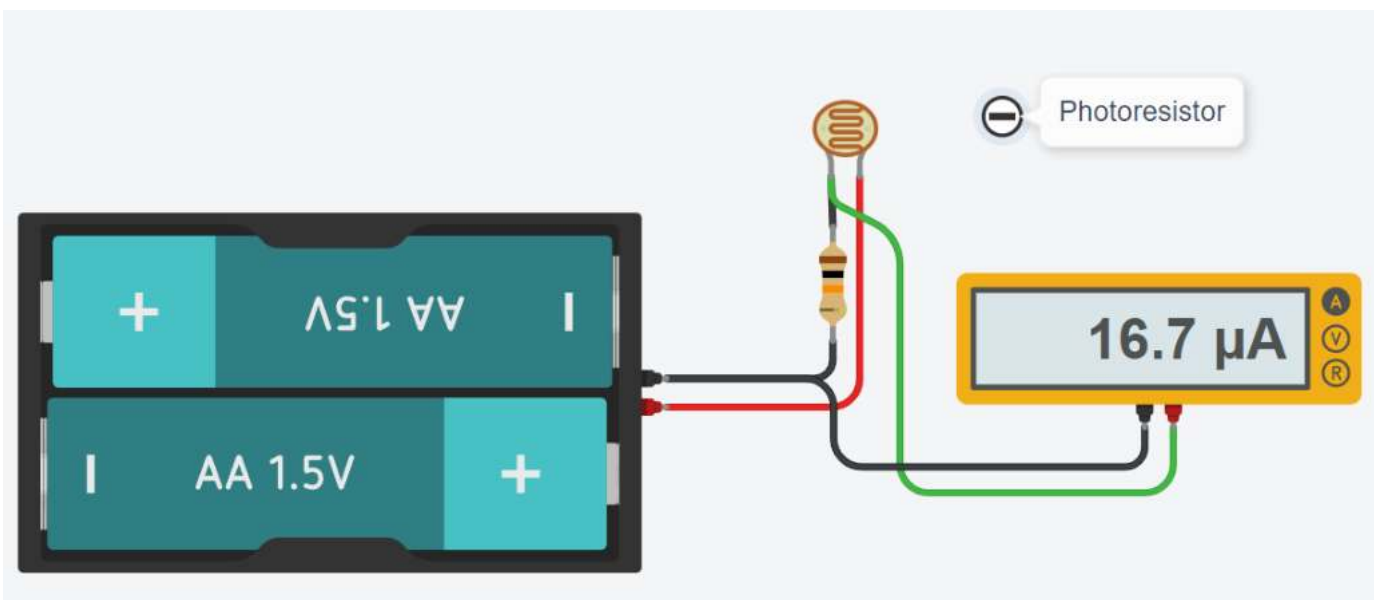 Photoresistor
+ AA 1.5V -
- AA 1.5V +
16.7 µA
A
V
R